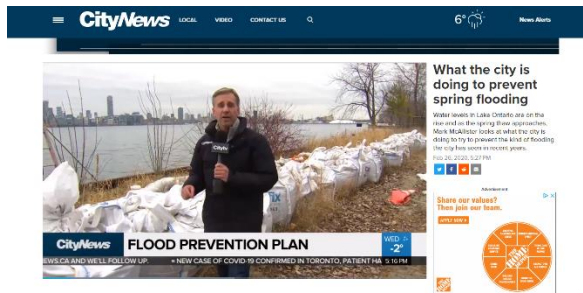 CityNews LOCAL VIDEO CONTACT US 6° News Alerts
What the city is
doing to prevent
spring flooding
Water levels in Lake Ontario are on the
rise and as the spring thaw approaches,
Mark McAllister looks at what the city is
doing to try to prevent the kind of flooding
the city has seen in recent years.
Feb 26, 2020, 5:27 PM
City
CityNews FLOOD PREVENTION PLAN WED -2°
EWS.CA AND WE'LL FOLLOW UP. • NEW CASE OF COVID-19 CONFIRMED IN TORONTO, PATIENT HA 5:16 PM
Advertisement
Share our values?
Then join our team.
APPLY NOW
THE HOME